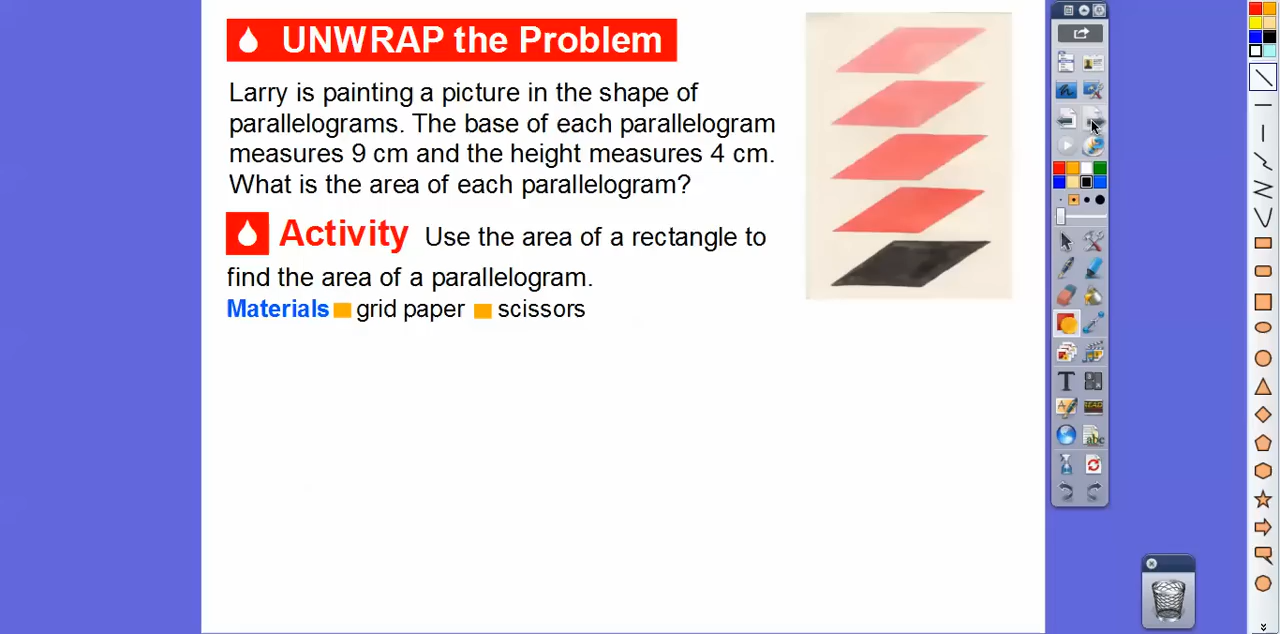 UNWRAP the Problem
Larry is painting a picture in the shape of
parallelograms. The base of each parallelogram
measures 9 cm and the height measures 4 cm.
What is the area of each parallelogram?
Activity Use the area of a rectangle to
find the area of a parallelogram.
Materials grid paper scissors